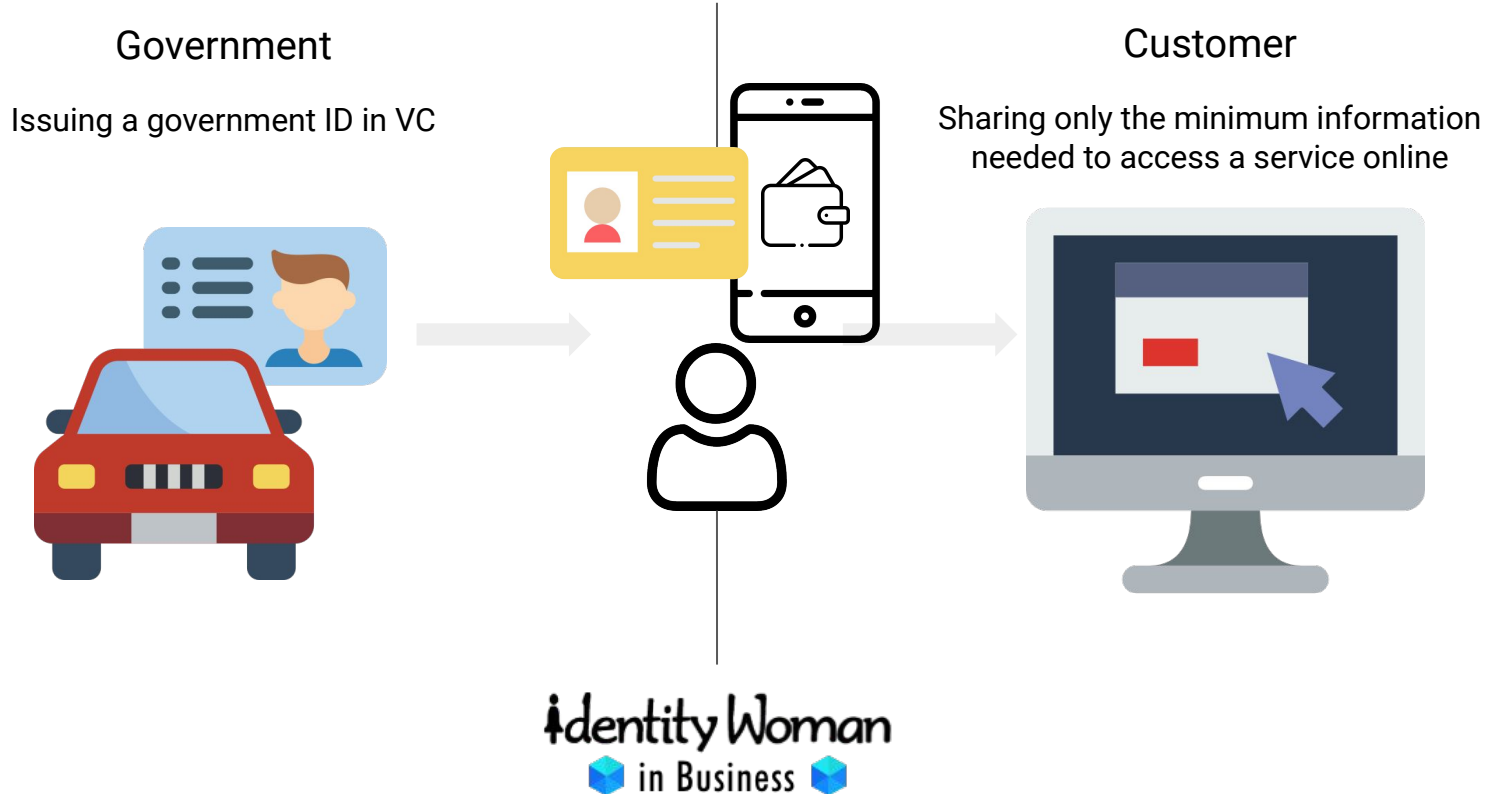 Government
Issuing a government ID in VC
Customer
Sharing only the minimum information
needed to access a service online
identity Woman
in Business